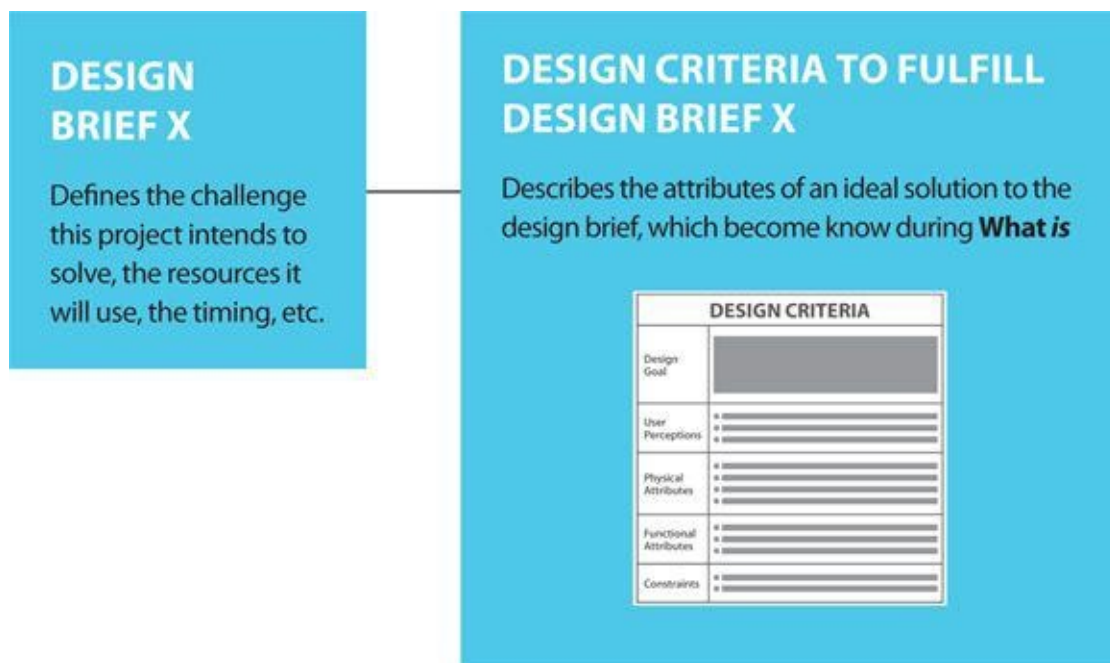 DESIGN
BRIEF X
Defines the challenge
this project intends to
solve, the resources it
will use, the timing, etc.
DESIGN CRITERIA TO FULFILL
DESIGN BRIEF X
Describes the attributes of an ideal solution to the
design brief, which become know during What is
DESIGN CRITERIA
Design
Goal
User
Perceptions
Physical
Attributes
Functional
Attributes
Constraints